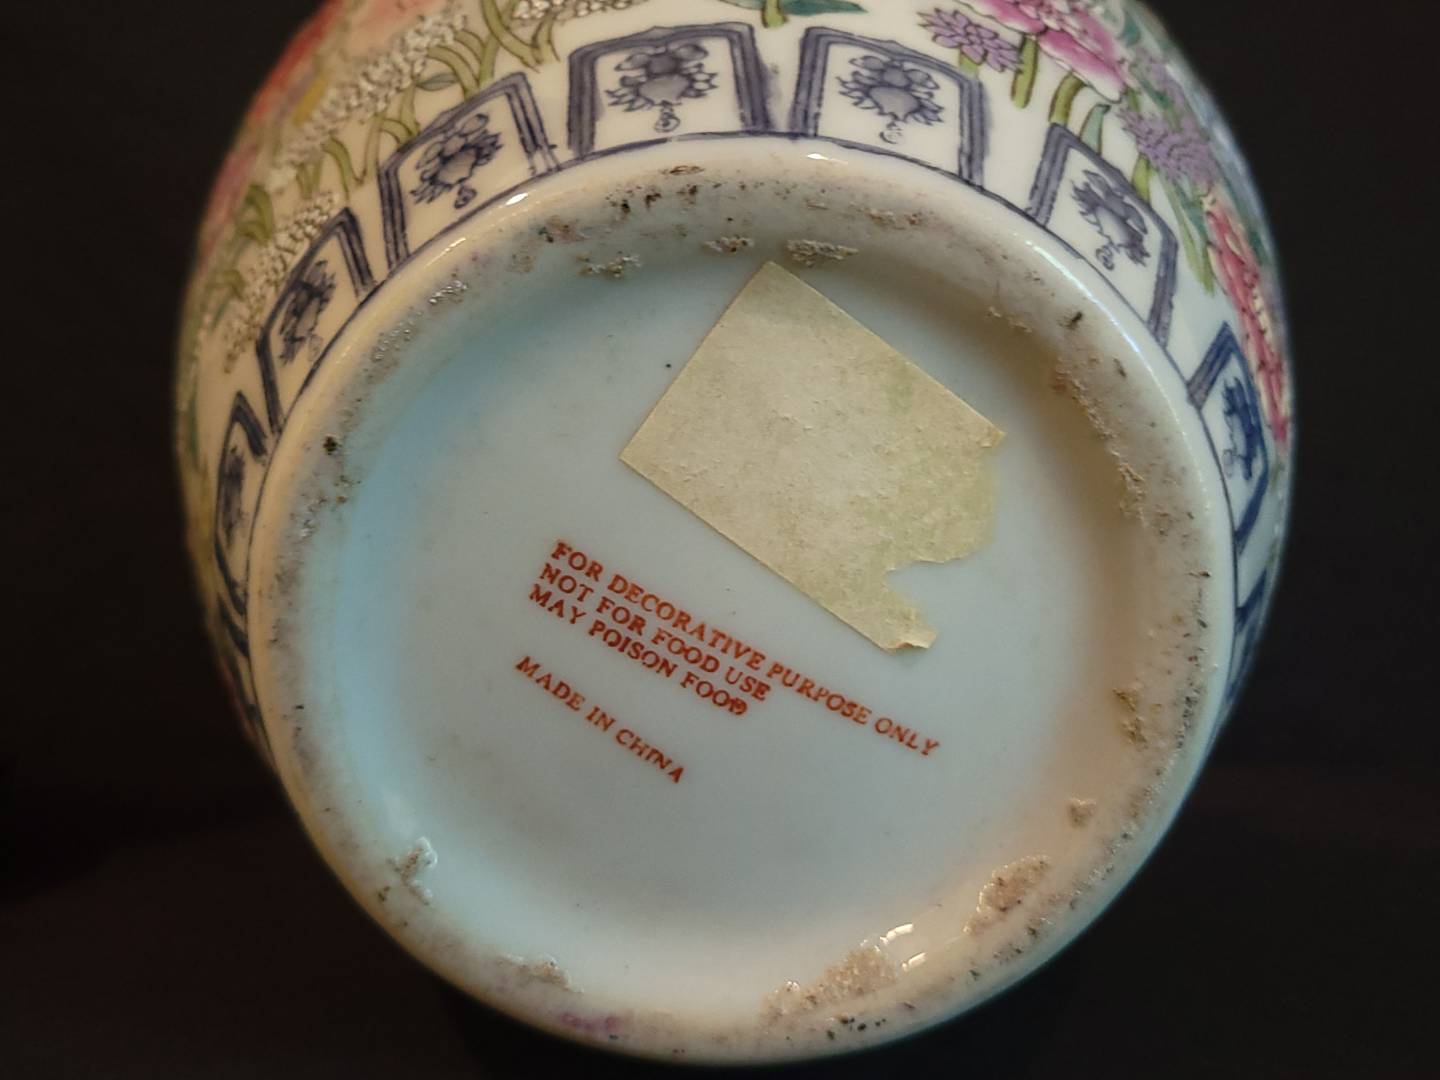 FOR DECORATIVE PURPOSE ONLY
NOT FOR FOOD USE
MAY POISON FOOD
MADE IN CHINA